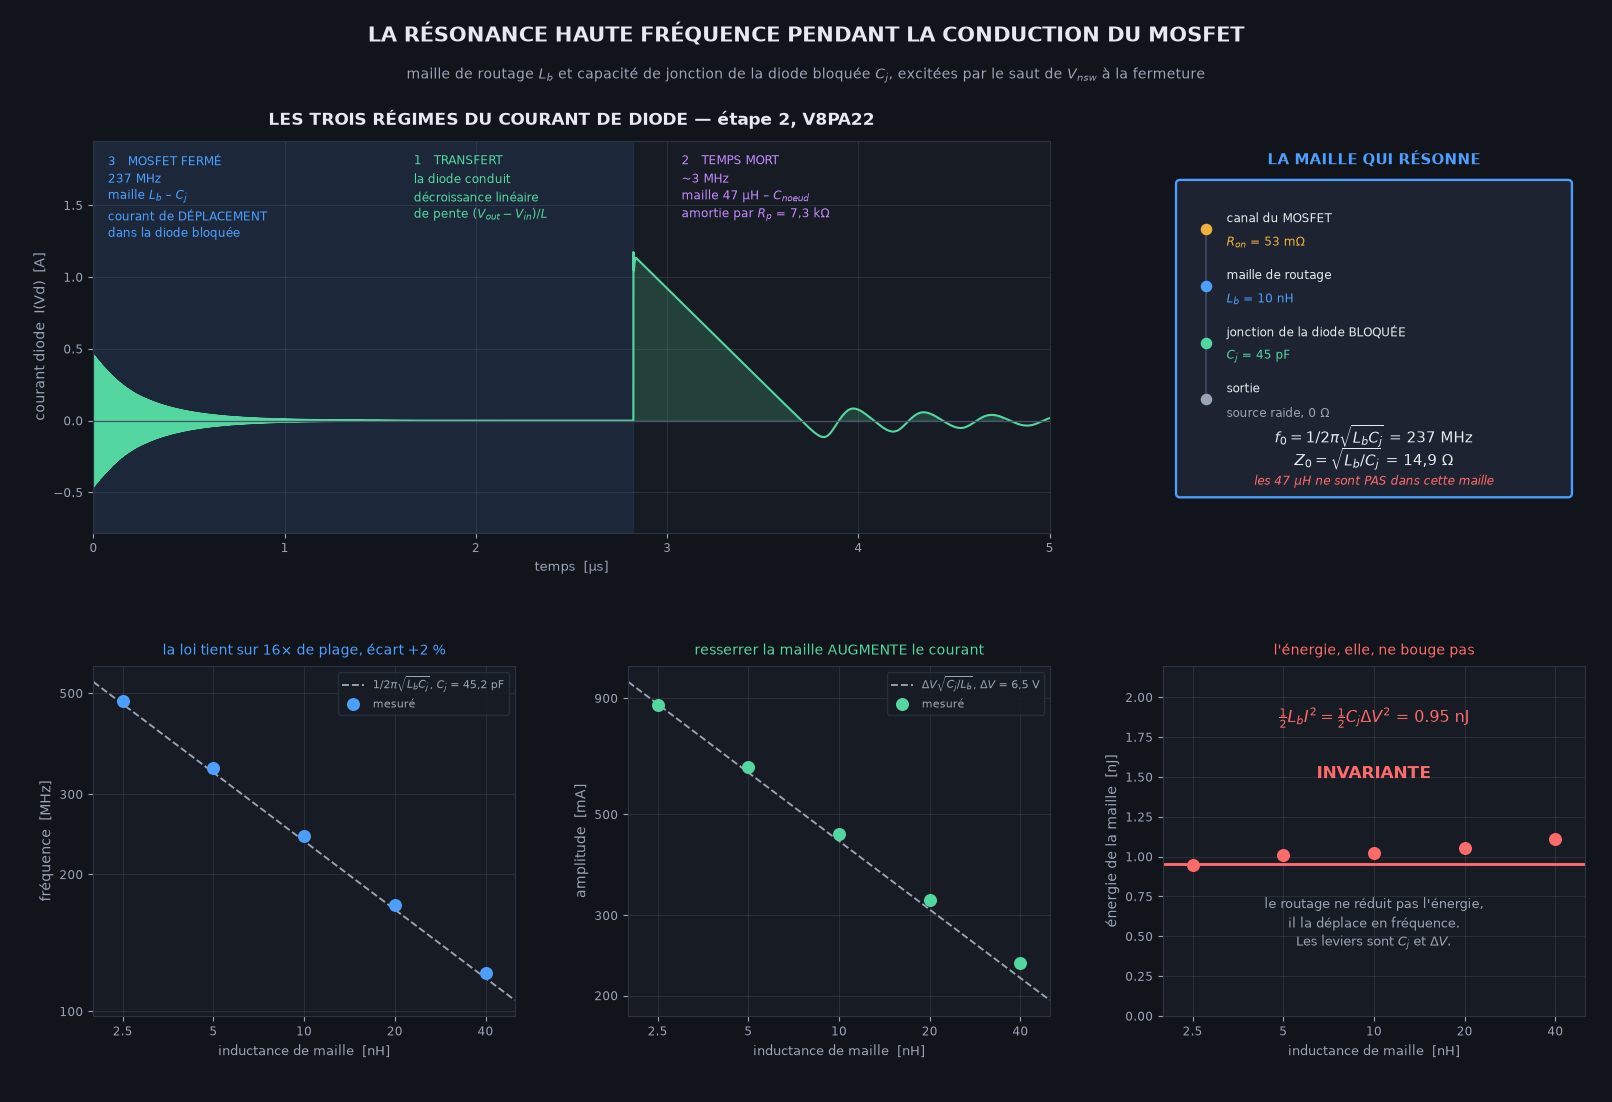 LA RÉSONANCE HAUTE FRÉQUENCE PENDANT LA CONDUCTION DU MOSFET
maille de routage L_b et capacité de jonction de la diode bloquée C_j, excitées par le saut de V_nsw à la fermeture
LES TROIS RÉGIMES DU COURANT DE DIODE — étape 2, V8PA22
3 MOSFET FERMÉ
237 MHz
maille L_b – C_j
courant de DÉPLACEMENT
dans la diode bloquée
1 TRANSFERT
la diode conduit
décroissance linéaire
de pente (V_out − V_in)/L
2 TEMPS MORT
~3 MHz
maille 47 µH – C_noeud
amortie par R_p = 7,3 kΩ
courant diode I(Vd) [A]
1.5
1.0
0.5
0.0
−0.5
0 1 2 3 4 5
temps [µs]
LA MAILLE QUI RÉSONNE
canal du MOSFET
R_on = 53 mΩ
maille de routage
L_b = 10 nH
jonction de la diode BLOQUÉE
C_j = 45 pF
sortie
source raide, 0 Ω
f_0 = 1/2π√(L_bC_j) = 237 MHz
Z_0 = √(L_b/C_j) = 14,9 Ω
les 47 µH ne sont PAS dans cette maille
la loi tient sur 16× de plage, écart +2 %
1/2π√(L_bC_j), C_j = 45,2 pF
mesuré
fréquence [MHz]
500
300
200
100
2.5 5 10 20 40
inductance de maille [nH]
resserrer la maille AUGMENTE le courant
ΔV√(C_j/L_b), ΔV = 6,5 V
mesuré
amplitude [mA]
900
500
300
200
2.5 5 10 20 40
inductance de maille [nH]
l'énergie, elle, ne bouge pas
½L_bI² = ½C_jΔV² = 0.95 nJ
INVARIANTE
le routage ne réduit pas l'énergie,
il la déplace en fréquence.
Les leviers sont C_j et ΔV.
énergie de la maille [nJ]
2.00
1.75
1.50
1.25
1.00
0.75
0.50
0.25
0.00
2.5 5 10 20 40
inductance de maille [nH]